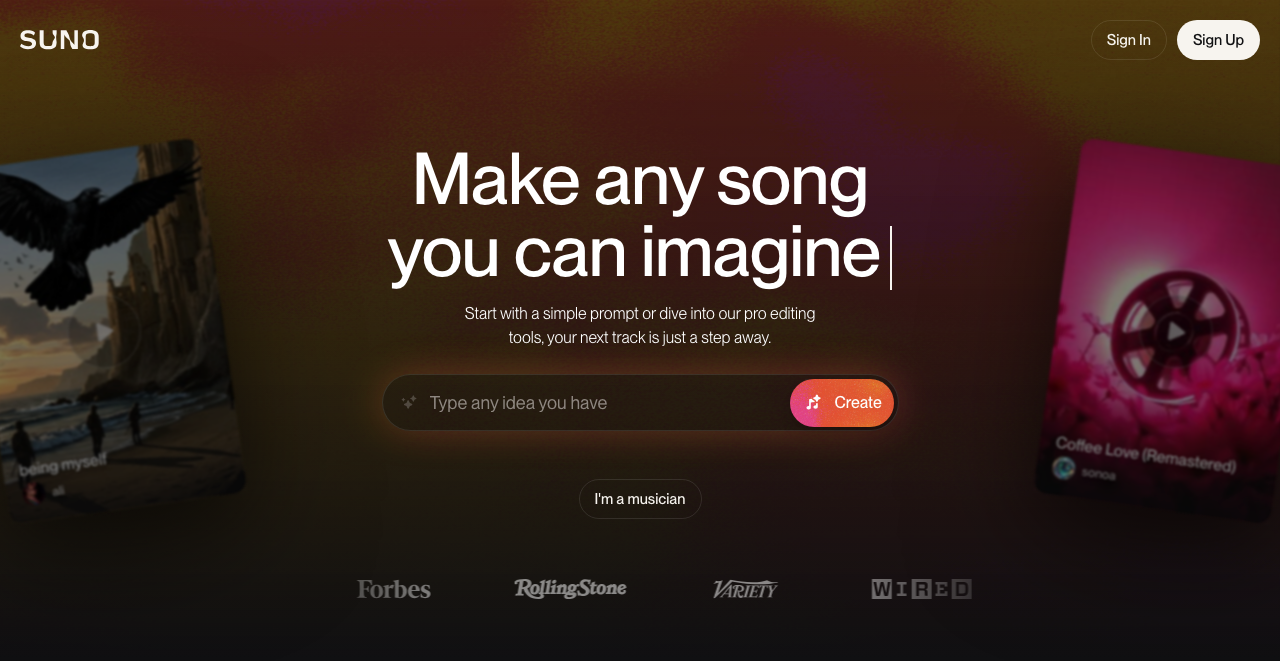 SUNO
Sign In
Sign Up
Make any song
you can imagine
Start with a simple prompt or dive into our pro editing
tools, your next track is just a step away.
Type any idea you have
Create
being myself
ali
Coffee Love (Remastered)
sonoa
I'm a musician
Forbes
RollingStone
VARIETY
WIRED